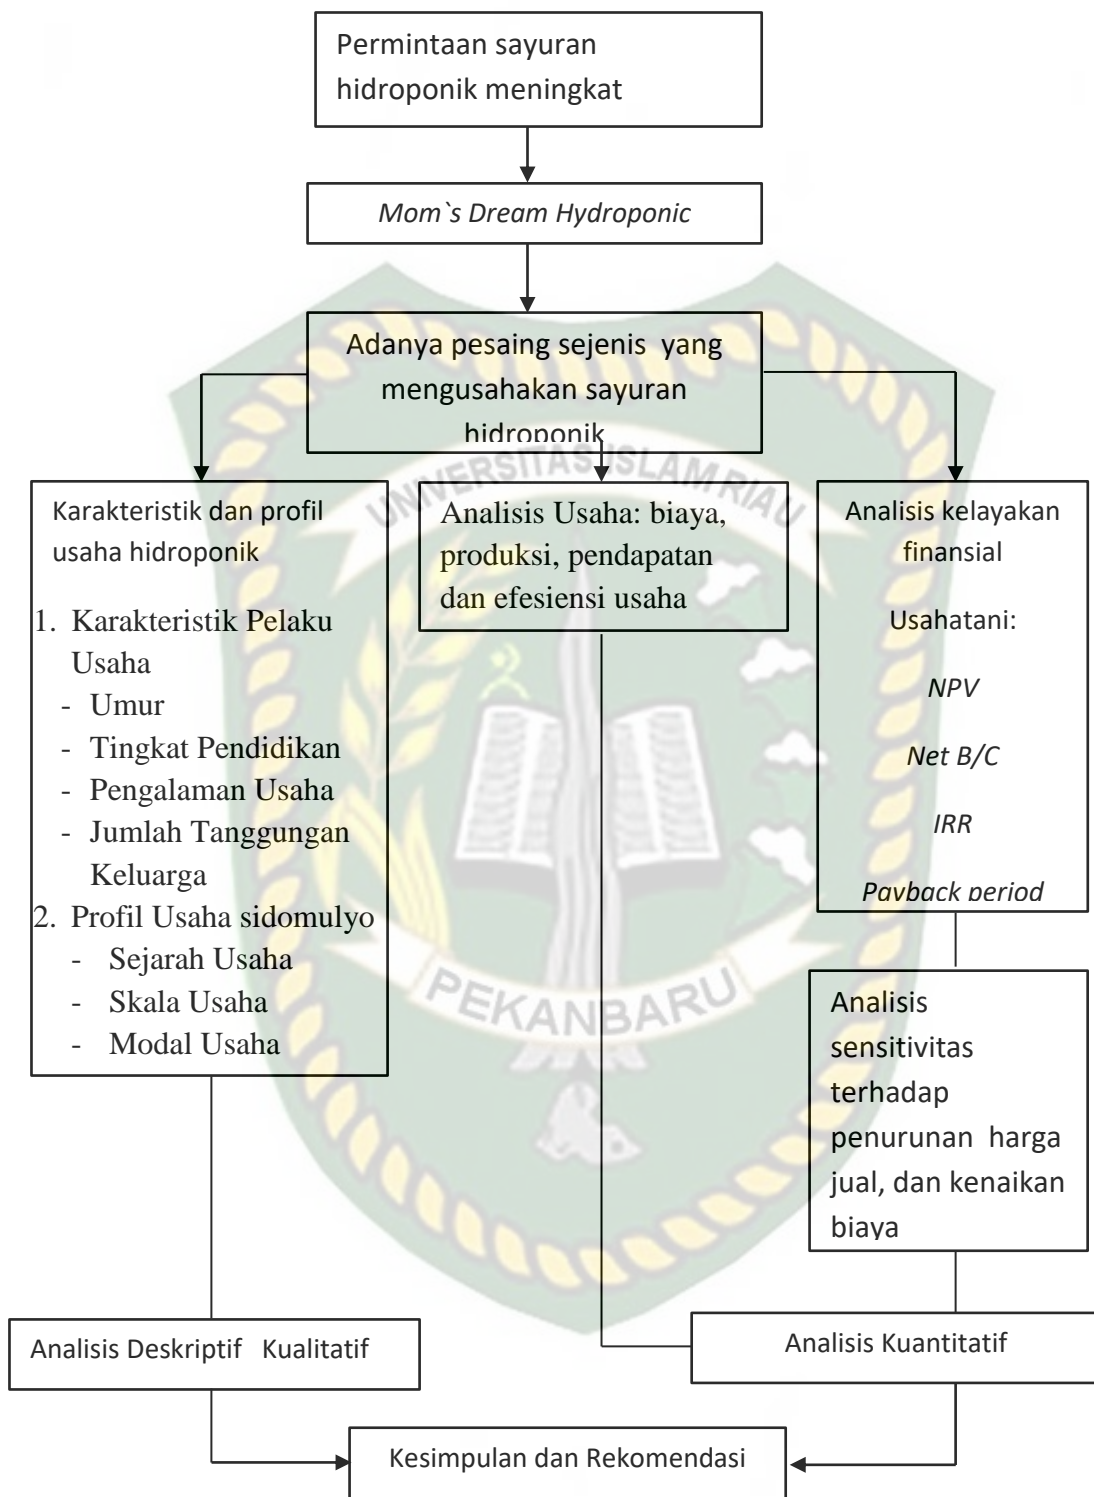 Permintaan sayuran
hidroponik meningkat
Mom`s Dream Hydroponic
Adanya pesaing sejenis yang
mengusahakan sayuran
hidroponik
UNIVERSITAS ISLAM RIAU
Karakteristik dan profil
usaha hidroponik
1. Karakteristik Pelaku
Usaha
- Umur
- Tingkat Pendidikan
- Pengalaman Usaha
- Jumlah Tanggungan
Keluarga
2. Profil Usaha sidomulyo
- Sejarah Usaha
- Skala Usaha
- Modal Usaha
Analisis Usaha: biaya,
produksi, pendapatan
dan efesiensi usaha
Analisis kelayakan
finansial
Usahatani:
NPV
Net B/C
IRR
Payback period
PEKANBARU
Analisis
sensitivitas
terhadap
penurunan harga
jual, dan kenaikan
biaya
Analisis Deskriptif Kualitatif
Analisis Kuantitatif
Kesimpulan dan Rekomendasi